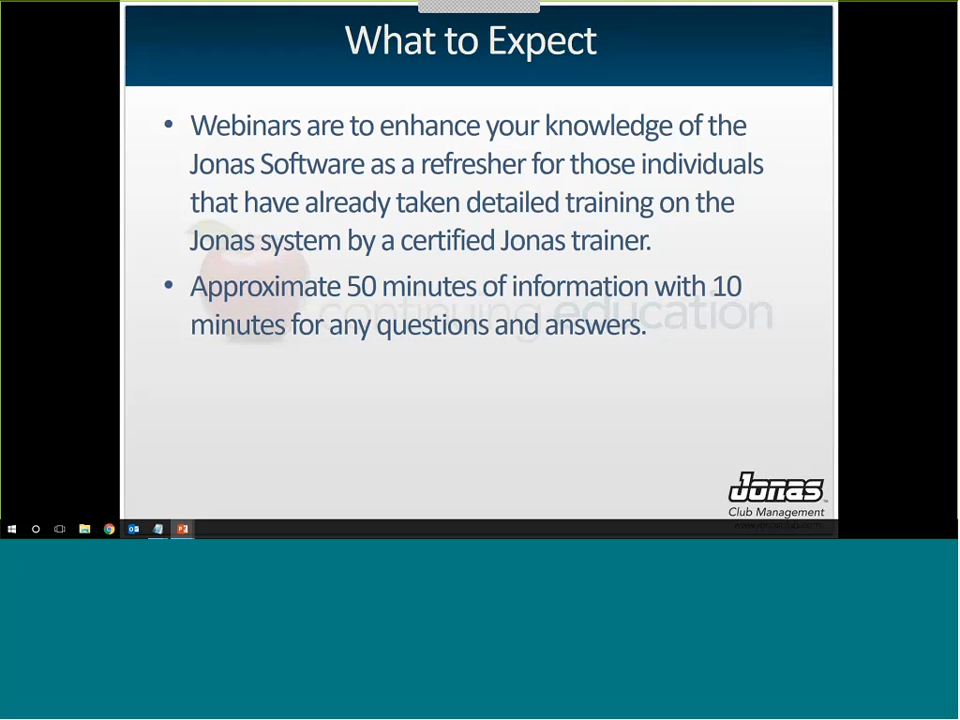 What to Expect
• Webinars are to enhance your knowledge of the
Jonas Software as a refresher for those individuals
that have already taken detailed training on the
Jonas system by a certified Jonas trainer.
• Approximate 50 minutes of information with 10
minutes for any questions and answers.
continuing education
Jonas
Club Management